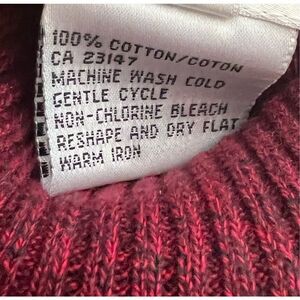 100% COTTON/COTON
CA 23147
MACHINE WASH COLD
GENTLE CYCLE
NON-CHLORINE BLEACH
RESHAPE AND DRY FLAT
WARM IRON